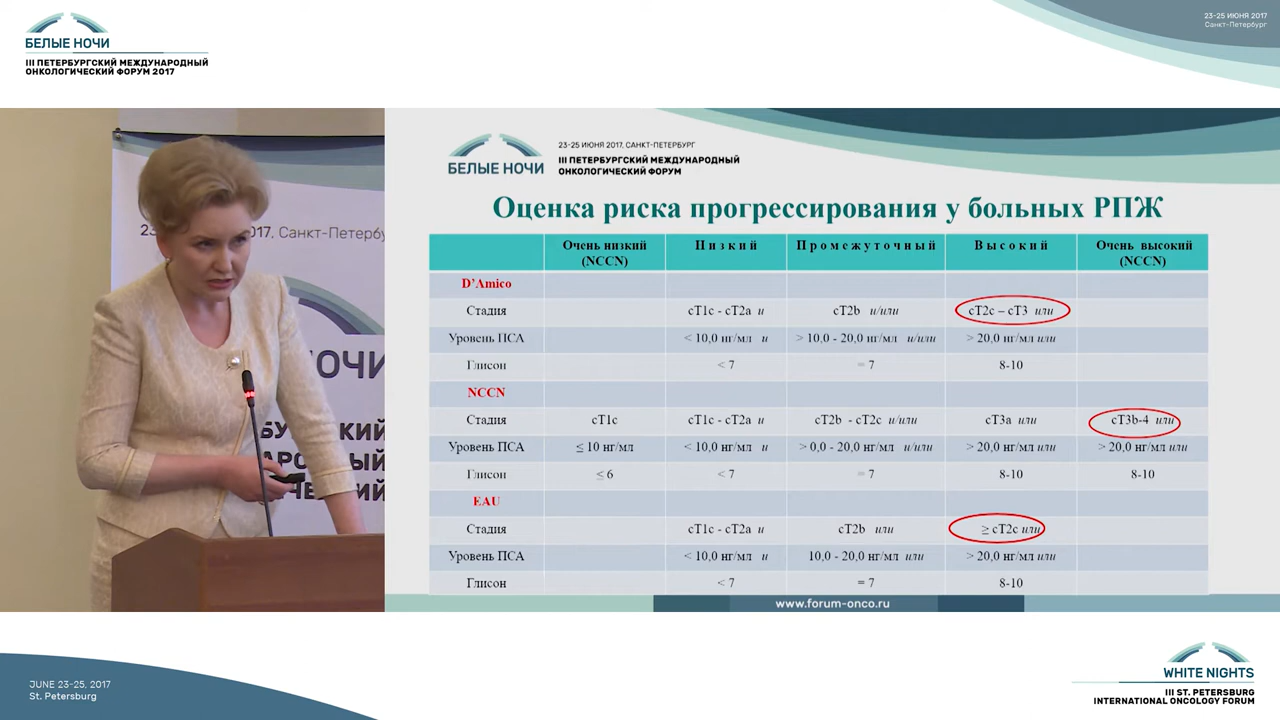 БЕЛЫЕ НОЧИ
III ПЕТЕРБУРГСКИЙ МЕЖДУНАРОДНЫЙ
ОНКОЛОГИЧЕСКИЙ ФОРУМ 2017
23-25 ИЮНЯ 2017
Санкт-Петербург
2017, Санкт-Петербу
НОЧИ
БУ КИЙ
АРО ЫЙ
ЕСКИЙ
БЕЛЫЕ НОЧИ
23-25 ИЮНЯ, САНКТ-ПЕТЕРБУРГ
III ПЕТЕРБУРГСКИЙ МЕЖДУНАРОДНЫЙ
ОНКОЛОГИЧЕСКИЙ ФОРУМ
Оценка риска прогрессирования у больных РПЖ
Очень низкий (NCCN) Низкий Промежуточный Высокий Очень высокий (NCCN)
D'Amico
Стадия cT1c - cT2a и cT2b и/или cT2c – cT3 или
Уровень ПСА < 10,0 нг/мл и > 10,0 - 20,0 нг/мл и/или > 20,0 нг/мл или
Глисон < 7 = 7 8-10
NCCN
Стадия cT1c cT1c - cT2a и cT2b - cT2c и/или cT3a или cT3b-4 или
Уровень ПСА ≤ 10 нг/мл < 10,0 нг/мл и > 0,0 - 20,0 нг/мл и/или > 20,0 нг/мл или > 20,0 нг/мл или
Глисон ≤ 6 < 7 = 7 8-10 8-10
EAU
Стадия cT1c - cT2a и cT2b или ≥ cT2c или
Уровень ПСА < 10,0 нг/мл и 10,0 - 20,0 нг/мл или > 20,0 нг/мл или
Глисон < 7 = 7 8-10
www.forum-onco.ru
JUNE 23-25, 2017
St. Petersburg
WHITE NIGHTS
III ST. PETERSBURG
INTERNATIONAL ONCOLOGY FORUM